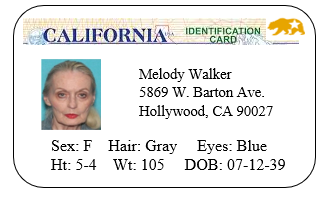 CALIFORNIA
IDENTIFICATION
CARD
Melody Walker
5869 W. Barton Ave.
Hollywood, CA 90027
Sex: F Hair: Gray Eyes: Blue
Ht: 5-4 Wt: 105 DOB: 07-12-39